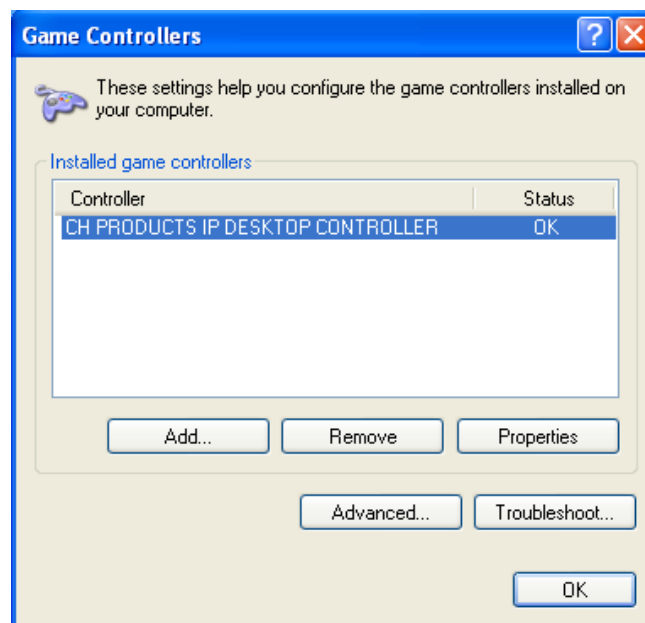 Game Controllers
These settings help you configure the game controllers installed on
your computer.
Installed game controllers
Controller Status
CH PRODUCTS IP DESKTOP CONTROLLER OK
Add... Remove Properties
Advanced... Troubleshoot...
OK